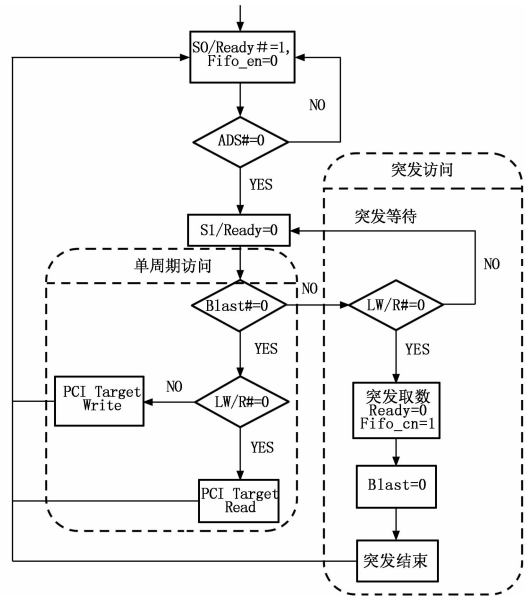 S0/Ready#=1,
Fifo_en=0
NO
ADS#=0
YES
突发访问
S1/Ready=0
突发等待
单周期访问
NO
NO
Blast#=0
LW/R#=0
YES
YES
PCI Target
Write
NO
LW/R#=0
突发取数
Ready=0
Fifo_cn=1
YES
PCI Target
Read
Blast=0
突发结束